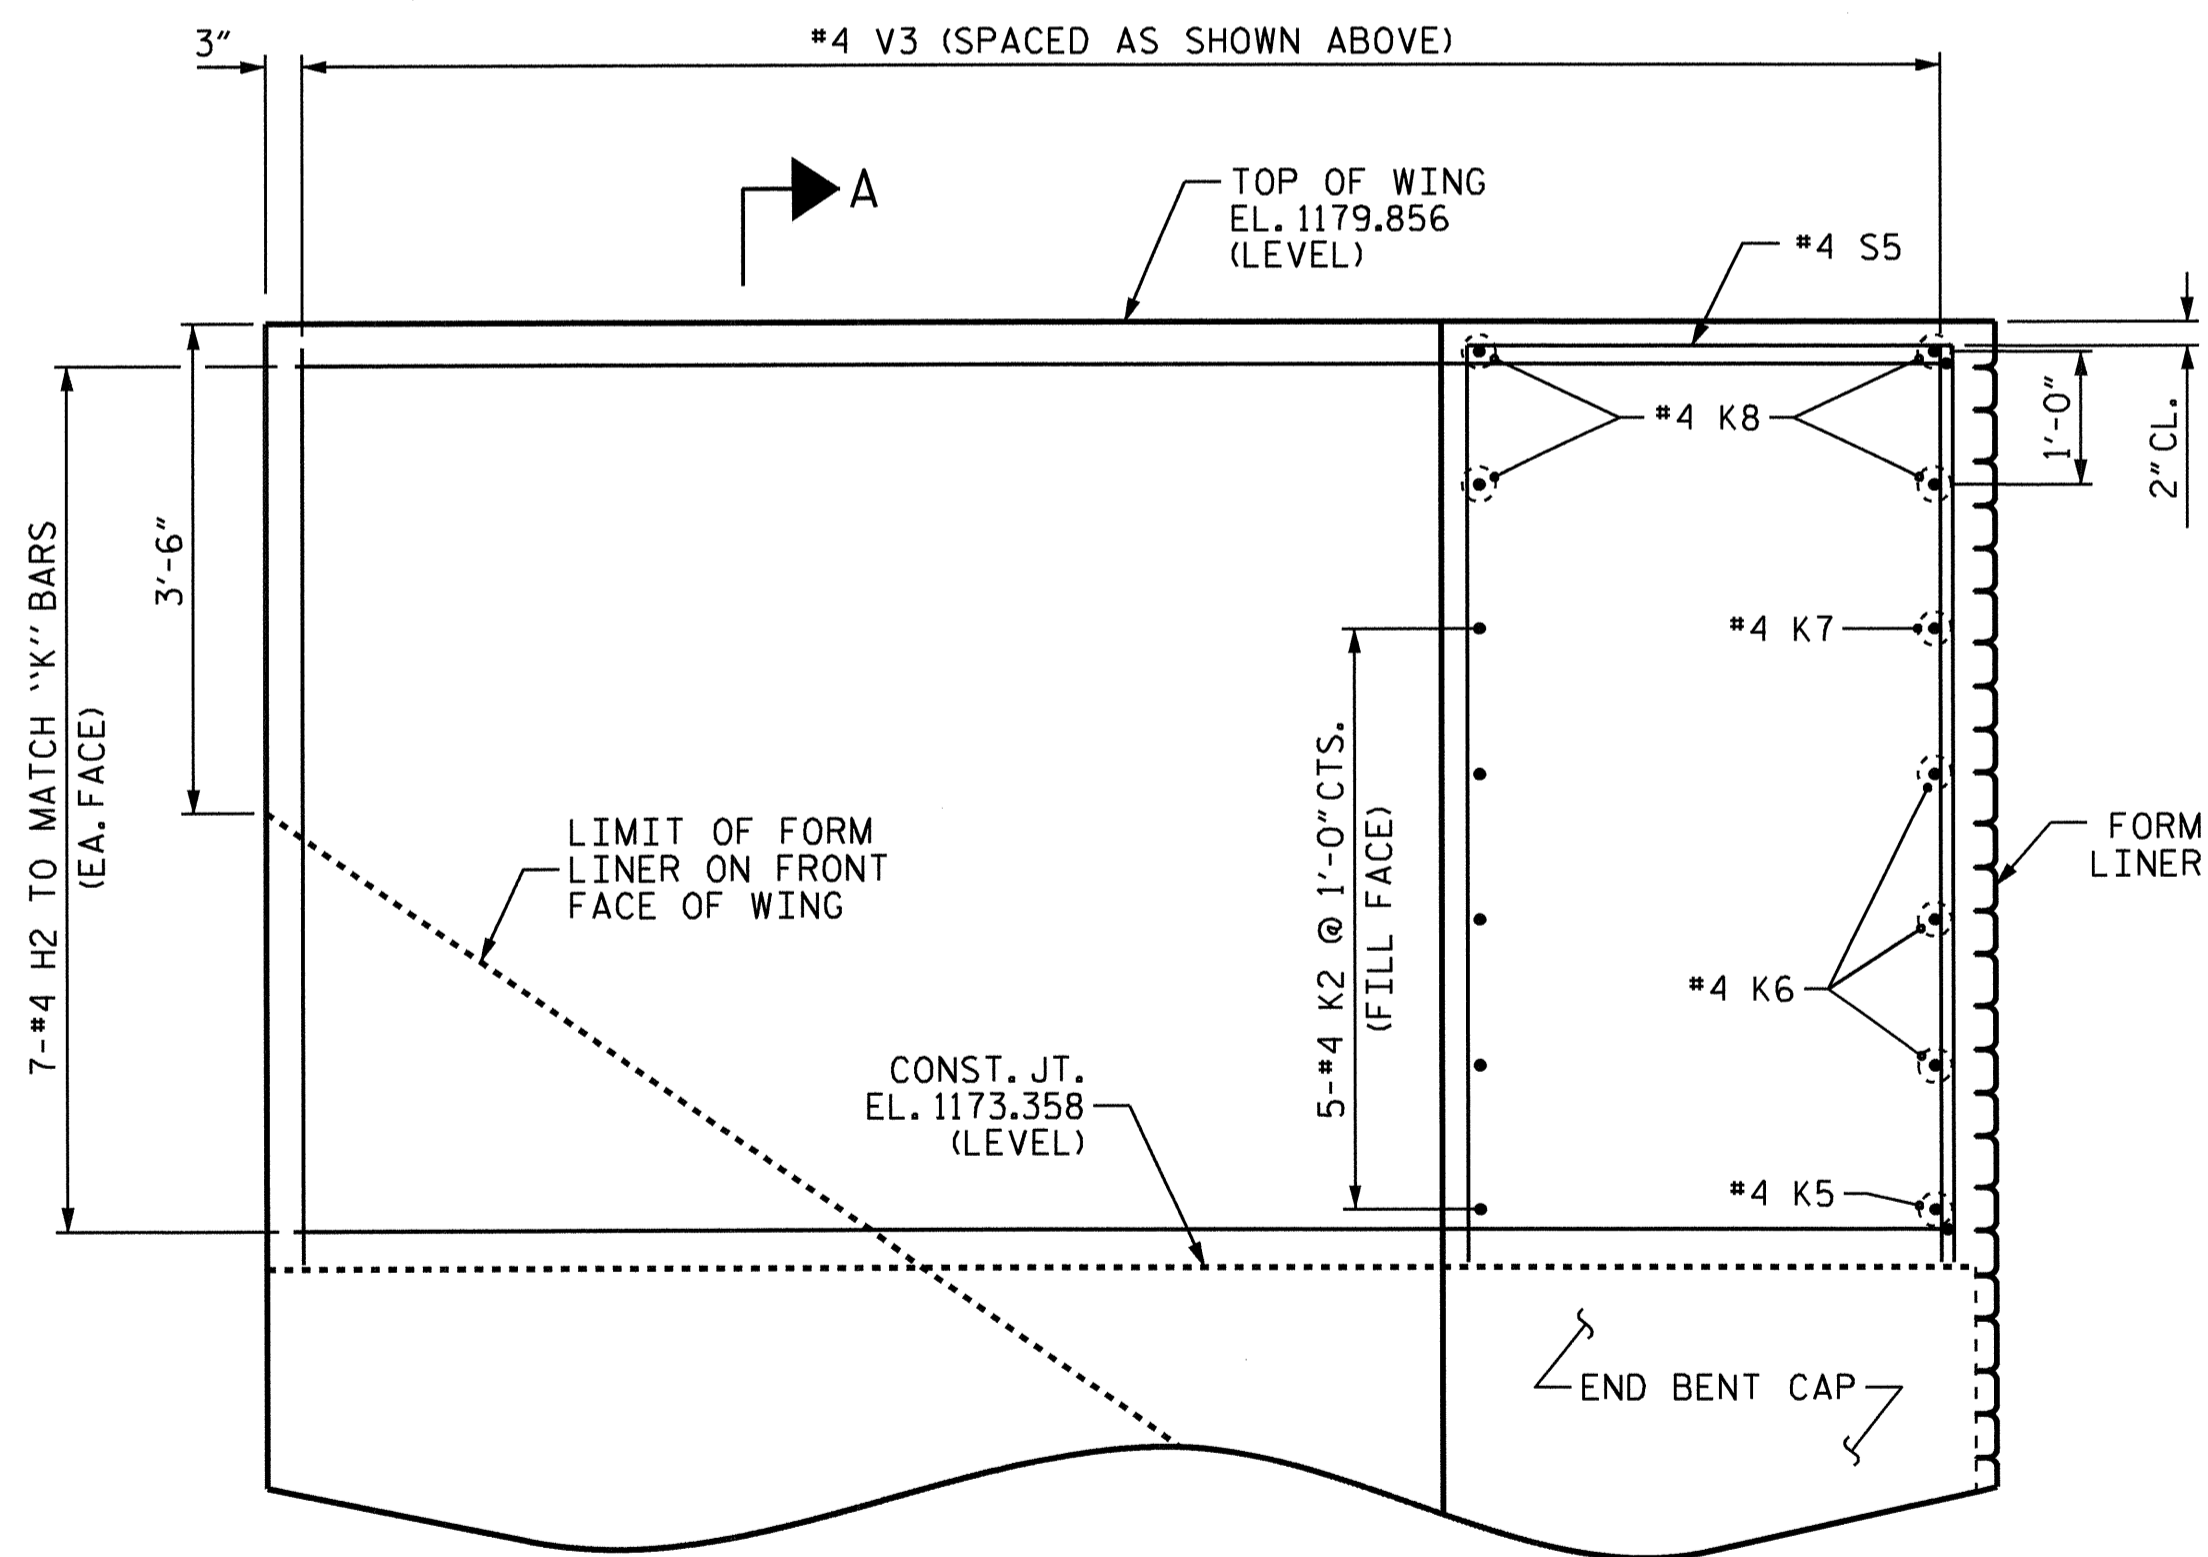 3"
#4 V3 (SPACED AS SHOWN ABOVE)
A
TOP OF WING
EL. 1179.856
(LEVEL)
#4 S5
#4 K8
1'-0"
2" CL.
3'-6"
7-#4 H2 TO MATCH "K" BARS
(EA. FACE)
#4 K7
LIMIT OF FORM
LINER ON FRONT
FACE OF WING
5-#4 K2 @ 1'-0" CTS.
(FILL FACE)
FORM
LINER
#4 K6
CONST. JT.
EL. 1173.358
(LEVEL)
#4 K5
END BENT CAP